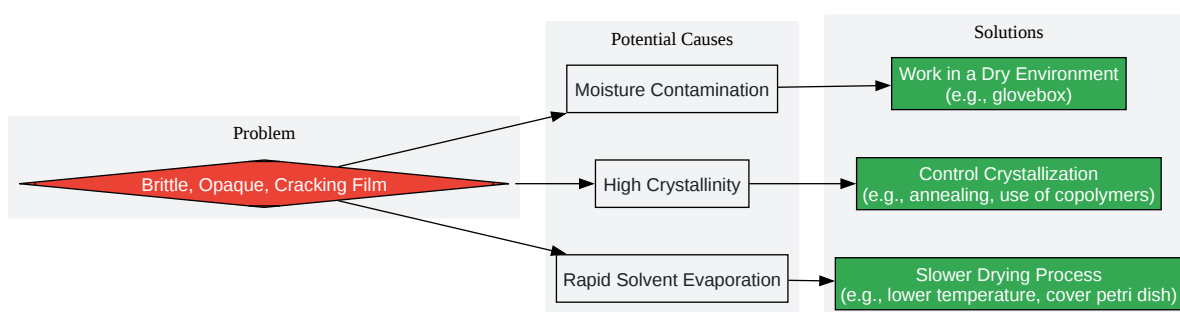 Problem
Brittle, Opaque, Cracking Film
Potential Causes
Moisture Contamination
High Crystallinity
Rapid Solvent Evaporation
Solutions
Work in a Dry Environment
(e.g., glovebox)
Control Crystallization
(e.g., annealing, use of copolymers)
Slower Drying Process
(e.g., lower temperature, cover petri dish)